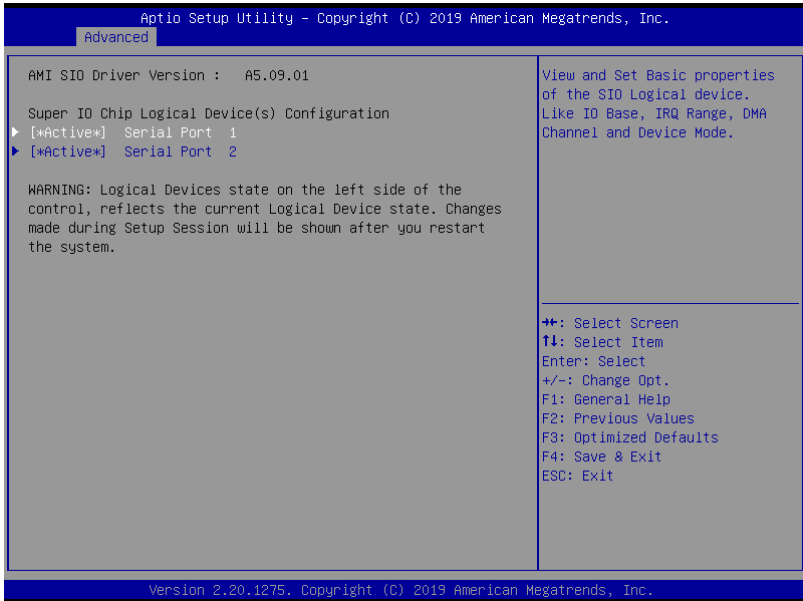 Aptio Setup Utility – Copyright (C) 2019 American Megatrends, Inc.
Advanced
AMI SIO Driver Version :   A5.09.01
Super IO Chip Logical Device(s) Configuration
[*Active*]  Serial Port  1
[*Active*]  Serial Port  2
WARNING: Logical Devices state on the left side of the
control, reflects the current Logical Device state. Changes
made during Setup Session will be shown after you restart
the system.
View and Set Basic properties
of the SIO Logical device.
Like IO Base, IRQ Range, DMA
Channel and Device Mode.
→←: Select Screen
↑↓: Select Item
Enter: Select
+/-: Change Opt.
F1: General Help
F2: Previous Values
F3: Optimized Defaults
F4: Save & Exit
ESC: Exit
Version 2.20.1275. Copyright (C) 2019 American Megatrends, Inc.